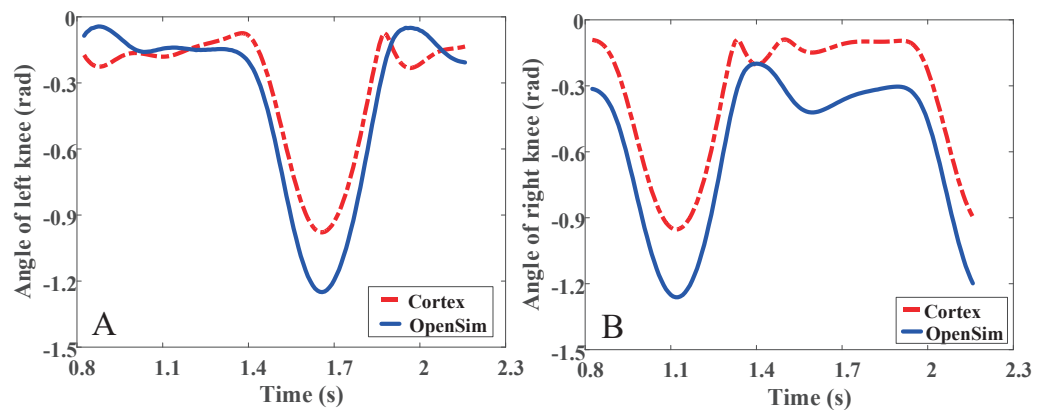 Angle of left knee (rad)
0
-0.3
-0.6
-0.9
-1.2
-1.5
A
Cortex
OpenSim
0.8 1.1 1.4 1.7 2 2.3
Time (s)
Angle of right knee (rad)
0
-0.3
-0.6
-0.9
-1.2
-1.5
B
Cortex
OpenSim
0.8 1.1 1.4 1.7 2 2.3
Time (s)